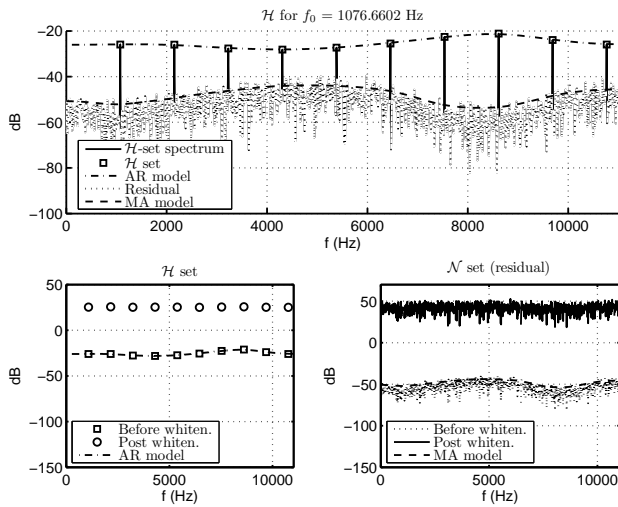 ℋ for f₀ = 1076.6602 Hz
−20
−40
−60
−80
−100
dB
0
2000
4000
6000
8000
10000
f (Hz)
ℋ-set spectrum
ℋ set
AR model
Residual
MA model
ℋ set
50
0
−50
−100
−150
dB
0
5000
10000
f (Hz)
Before whiten.
Post whiten.
AR model
𝒩 set (residual)
50
0
−50
−100
−150
dB
0
5000
10000
f (Hz)
Before whiten.
Post whiten.
MA model